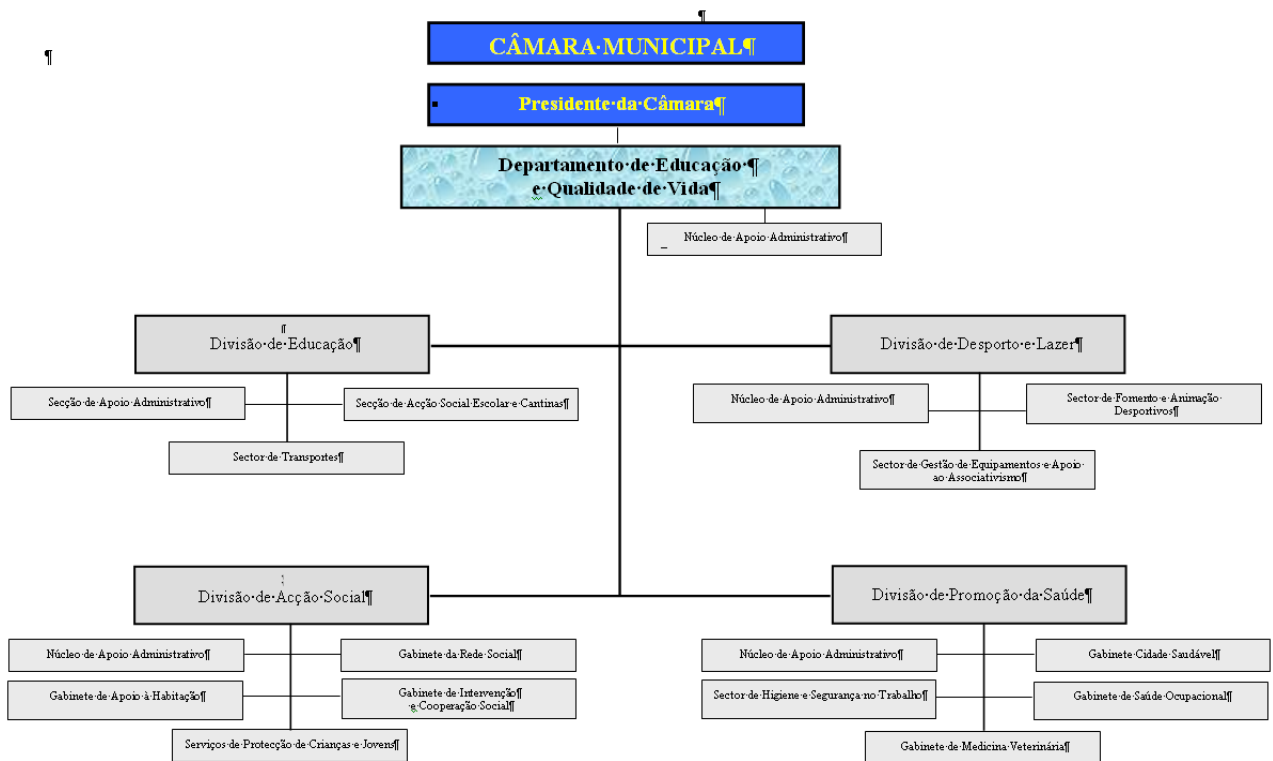 ¶
¶
CÂMARA·MUNICIPAL¶
Presidente·da·Câmara¶
Departamento·de·Educação·¶
e·Qualidade·de·Vida¶
Núcleo·de·Apoio·Administrativo¶
¶
Divisão·de·Educação¶
Divisão·de·Desporto·e·Lazer¶
Secção·de·Apoio·Administrativo¶
Secção·de·Acção·Social·Escolar·e·Cantinas¶
Sector·de·Transportes¶
Núcleo·de·Apoio·Administrativo¶
Sector·de·Fomento·e·Animação·
Desportivos¶
Sector·de·Gestão·de·Equipamentos·e·Apoio·
ao·Associativismo¶
Divisão·de·Acção·Social¶
Divisão·de·Promoção·da·Saúde¶
Núcleo·de·Apoio·Administrativo¶
Gabinete·da·Rede·Social¶
Gabinete·de·Apoio·à·Habitação¶
Gabinete·de·Intervenção¶
·e·Cooperação·Social¶
Serviços·de·Protecção·de·Crianças·e·Jovens¶
Núcleo·de·Apoio·Administrativo¶
Gabinete·Cidade·Saudável¶
Sector·de·Higiene·e·Segurança·no·Trabalho¶
Gabinete·de·Saúde·Ocupacional¶
Gabinete·de·Medicina·Veterinária¶